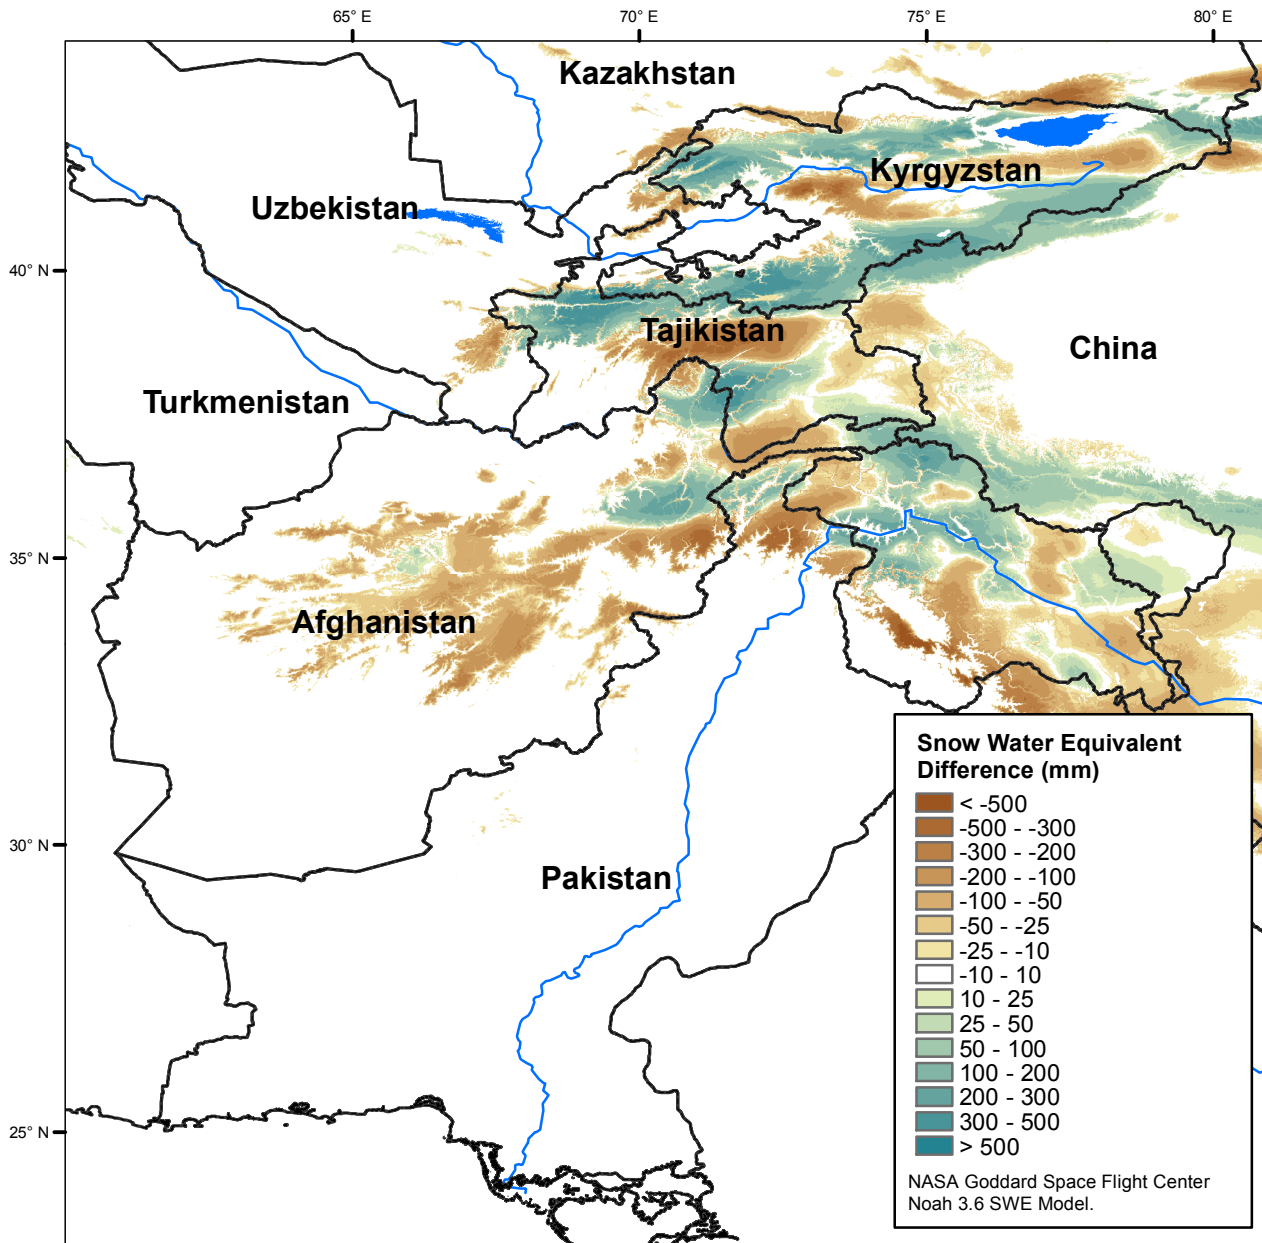 65° E
70° E
75° E
80° E
Kazakhstan
Kyrgyzstan
Uzbekistan
40° N
Tajikistan
China
Turkmenistan
35° N
Afghanistan
30° N
Pakistan
25° N
Snow Water Equivalent
Difference (mm)
< -500
-500 - -300
-300 - -200
-200 - -100
-100 - -50
-50 - -25
-25 - -10
-10 - 10
10 - 25
25 - 50
50 - 100
100 - 200
200 - 300
300 - 500
> 500
NASA Goddard Space Flight Center
Noah 3.6 SWE Model.